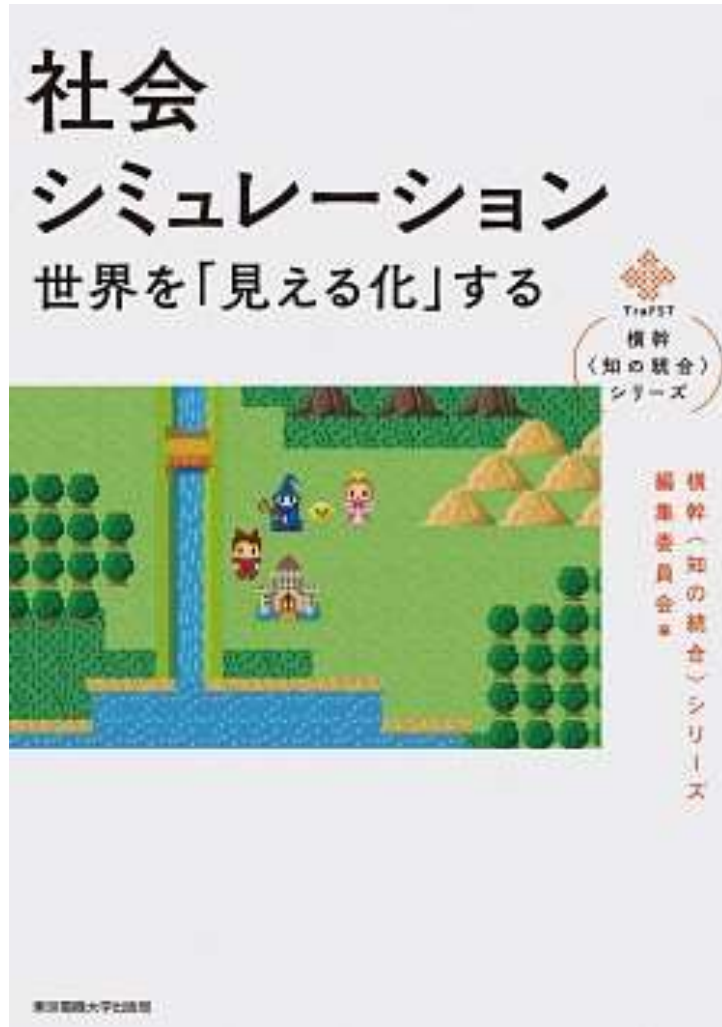 社会
シミュレーション
世界を「見える化」する
TraFST
横幹
〈知の統合〉
シリーズ
横幹〈知の統合〉シリーズ
編集委員会 編
東京電機大学出版局